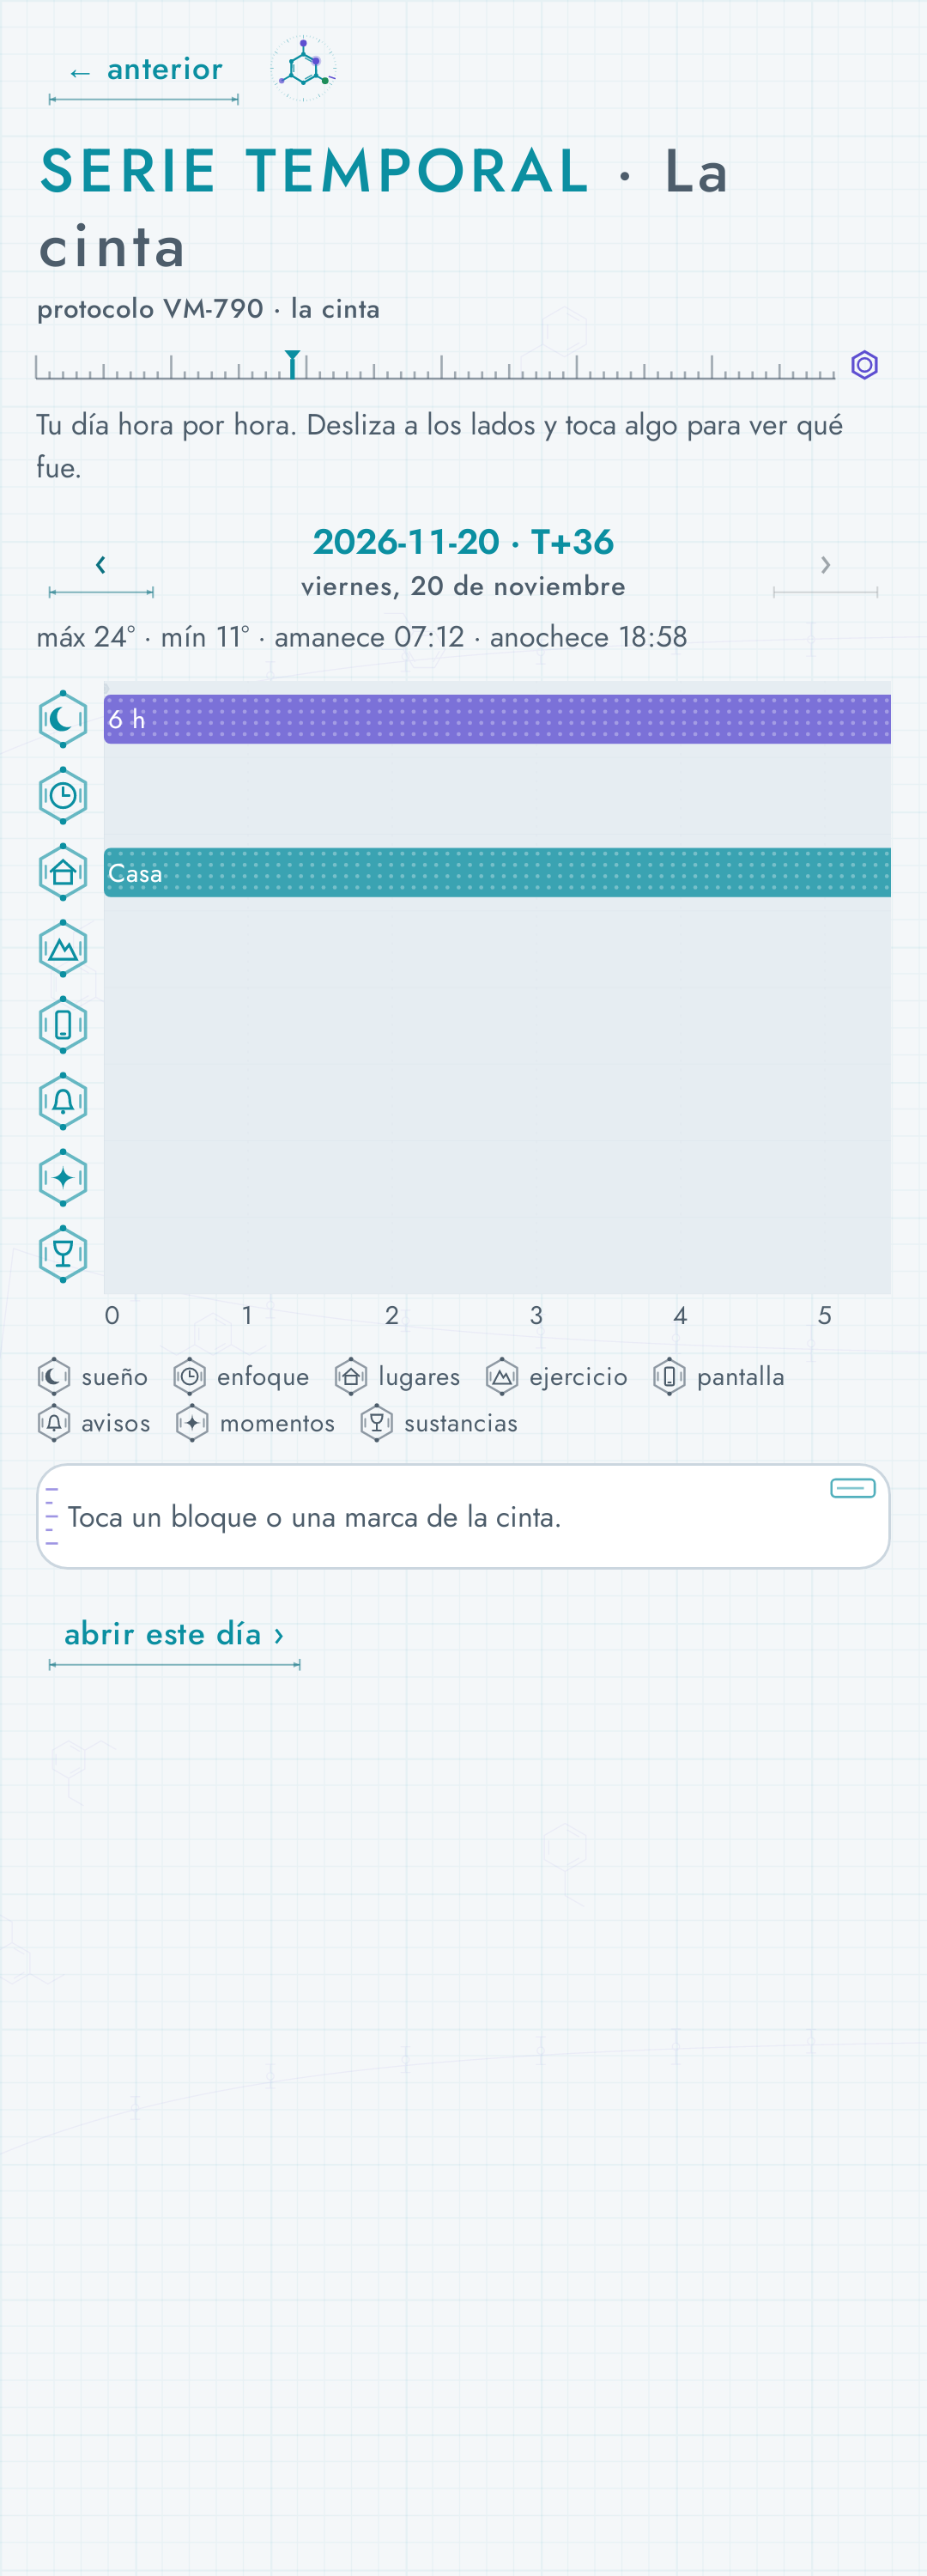 ← anterior
SERIE TEMPORAL · La
cinta
protocolo VM-790 · la cinta
Tu día hora por hora. Desliza a los lados y toca algo para ver qué
fue.
‹ 2026-11-20 · T+36 ›
viernes, 20 de noviembre
máx 24° · mín 11° · amanece 07:12 · anochece 18:58
6 h
Casa
0 1 2 3 4 5
sueño enfoque lugares ejercicio pantalla
avisos momentos sustancias
Toca un bloque o una marca de la cinta.
abrir este día ›